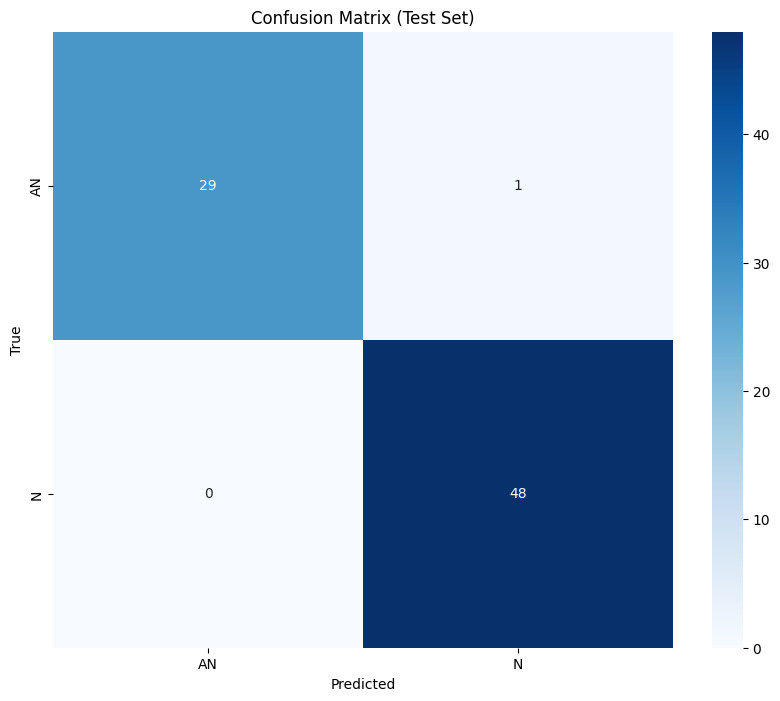 Confusion Matrix (Test Set)
True
AN
29
1
N
0
48
AN
N
Predicted
40
30
20
10
0